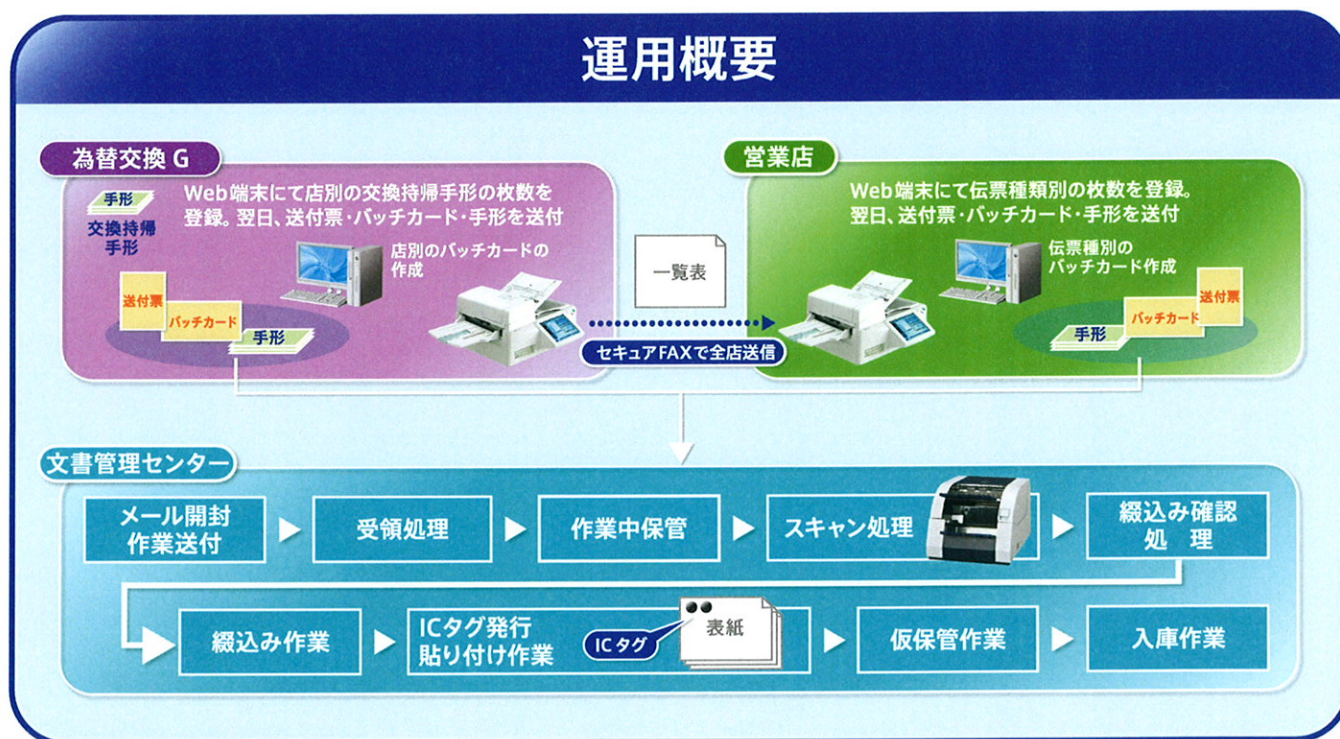 運用概要
為替交換 G
手形
交換持帰
手形
Web端末にて店別の交換持帰手形の枚数を
登録。翌日、送付票・バッチカード・手形を送付
店別のバッチカードの
作成
送付票
バッチカード
手形
一覧表
セキュアFAXで全店送信
営業店
Web端末にて伝票種類別の枚数を登録。
翌日、送付票・バッチカード・手形を送付
伝票種別の
バッチカード作成
手形
バッチカード
送付票
文書管理センター
メール開封
作業送付
受領処理
作業中保管
スキャン処理
綴込み確認
処 理
綴込み作業
ICタグ発行
貼り付け作業
ICタグ
表紙
仮保管作業
入庫作業